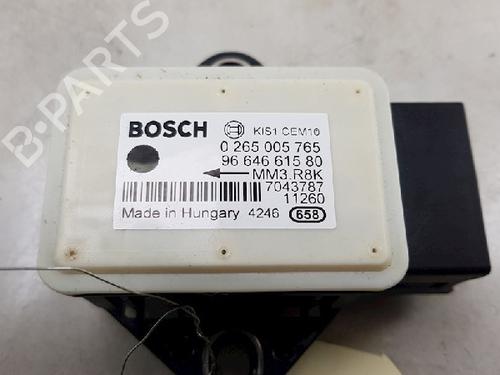 B-PARTS
BOSCH KIS1 CEM10
0 265 005 765
96 646 615 80
MM3.R8K
7043787
11260
Made in Hungary 4246 658